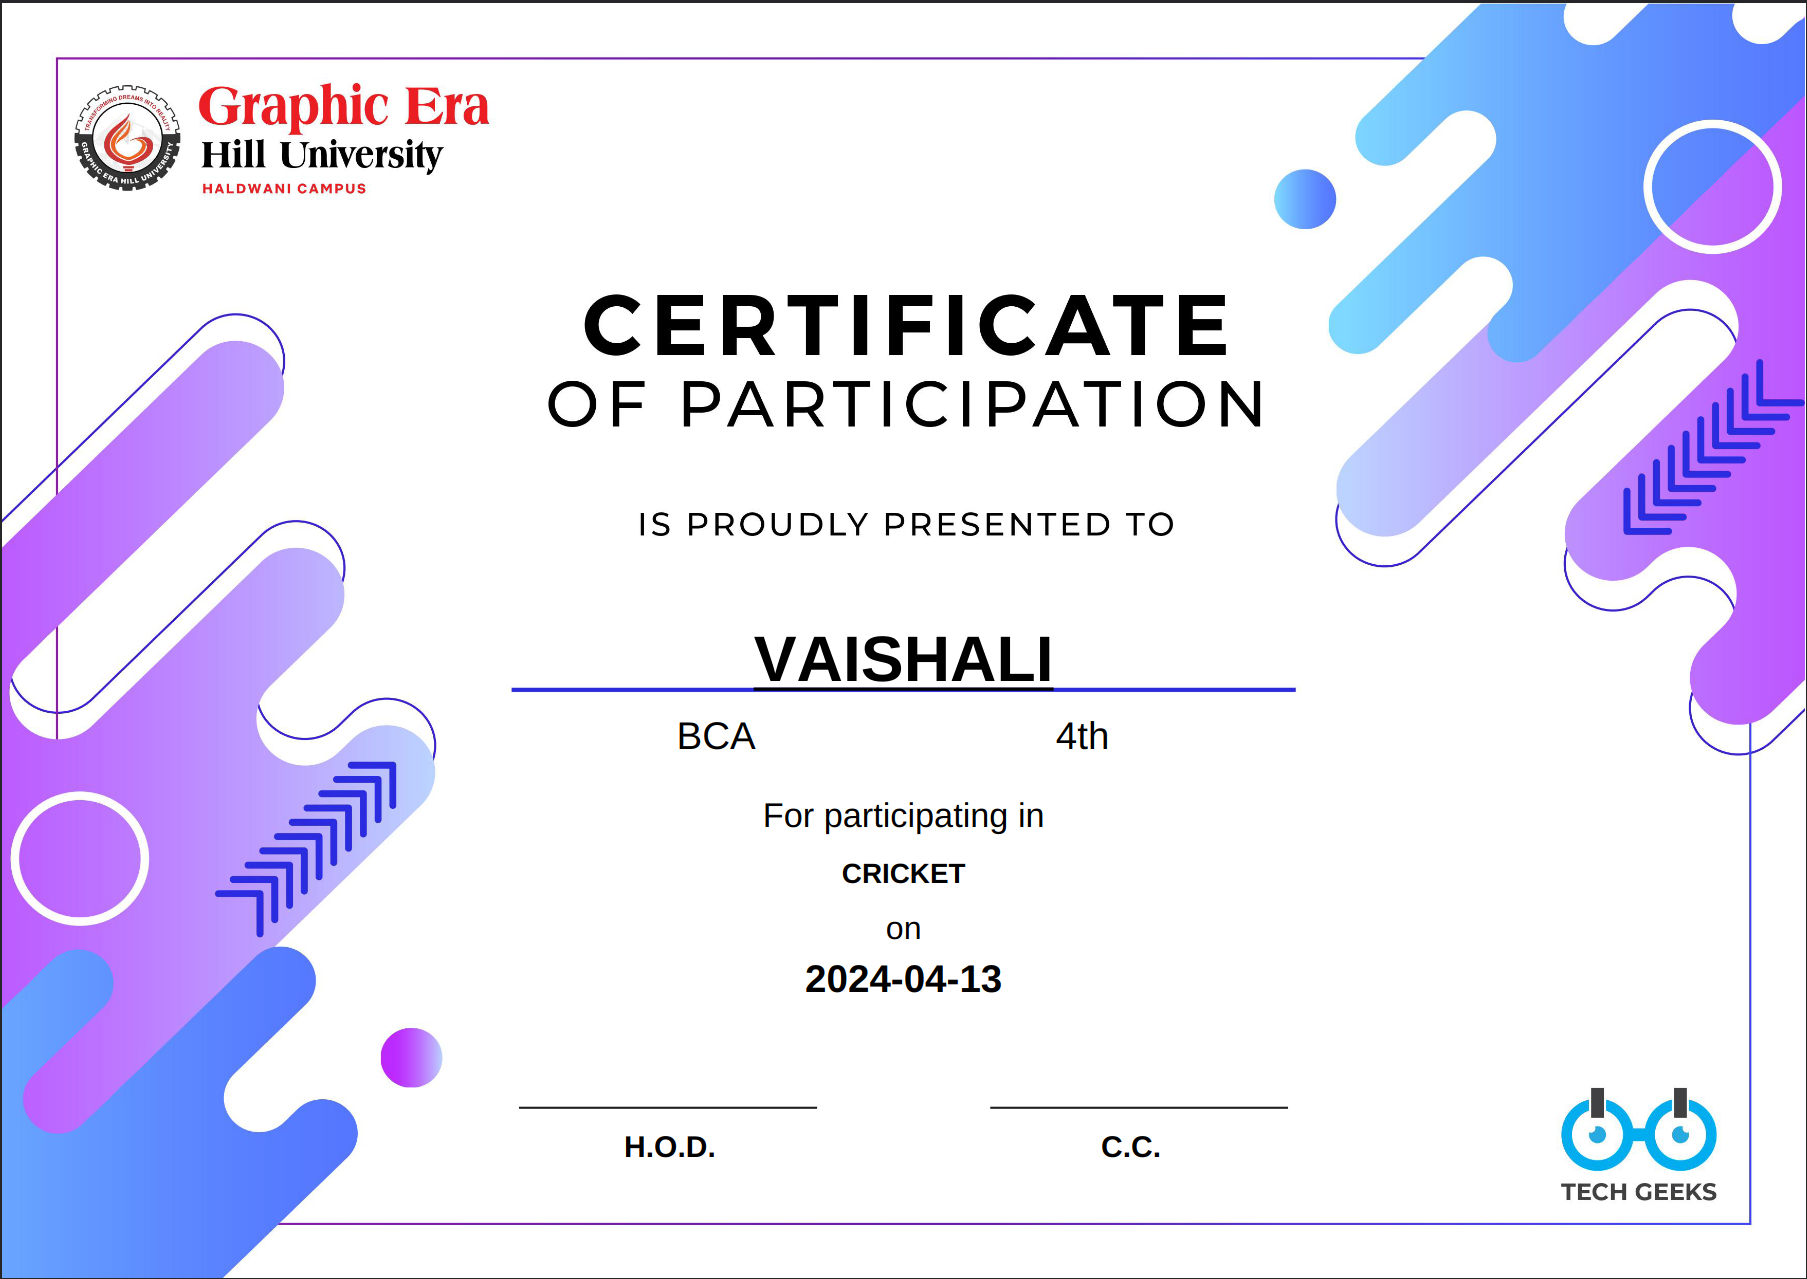 TRANSFORMING DREAMS INTO REALITY
GRAPHIC ERA HILL UNIVERSITY
Graphic Era
Hill University
HALDWANI CAMPUS
CERTIFICATE
OF PARTICIPATION
IS PROUDLY PRESENTED TO
VAISHALI
BCA 4th
For participating in
CRICKET
on
2024-04-13
H.O.D. C.C.
TECH GEEKS